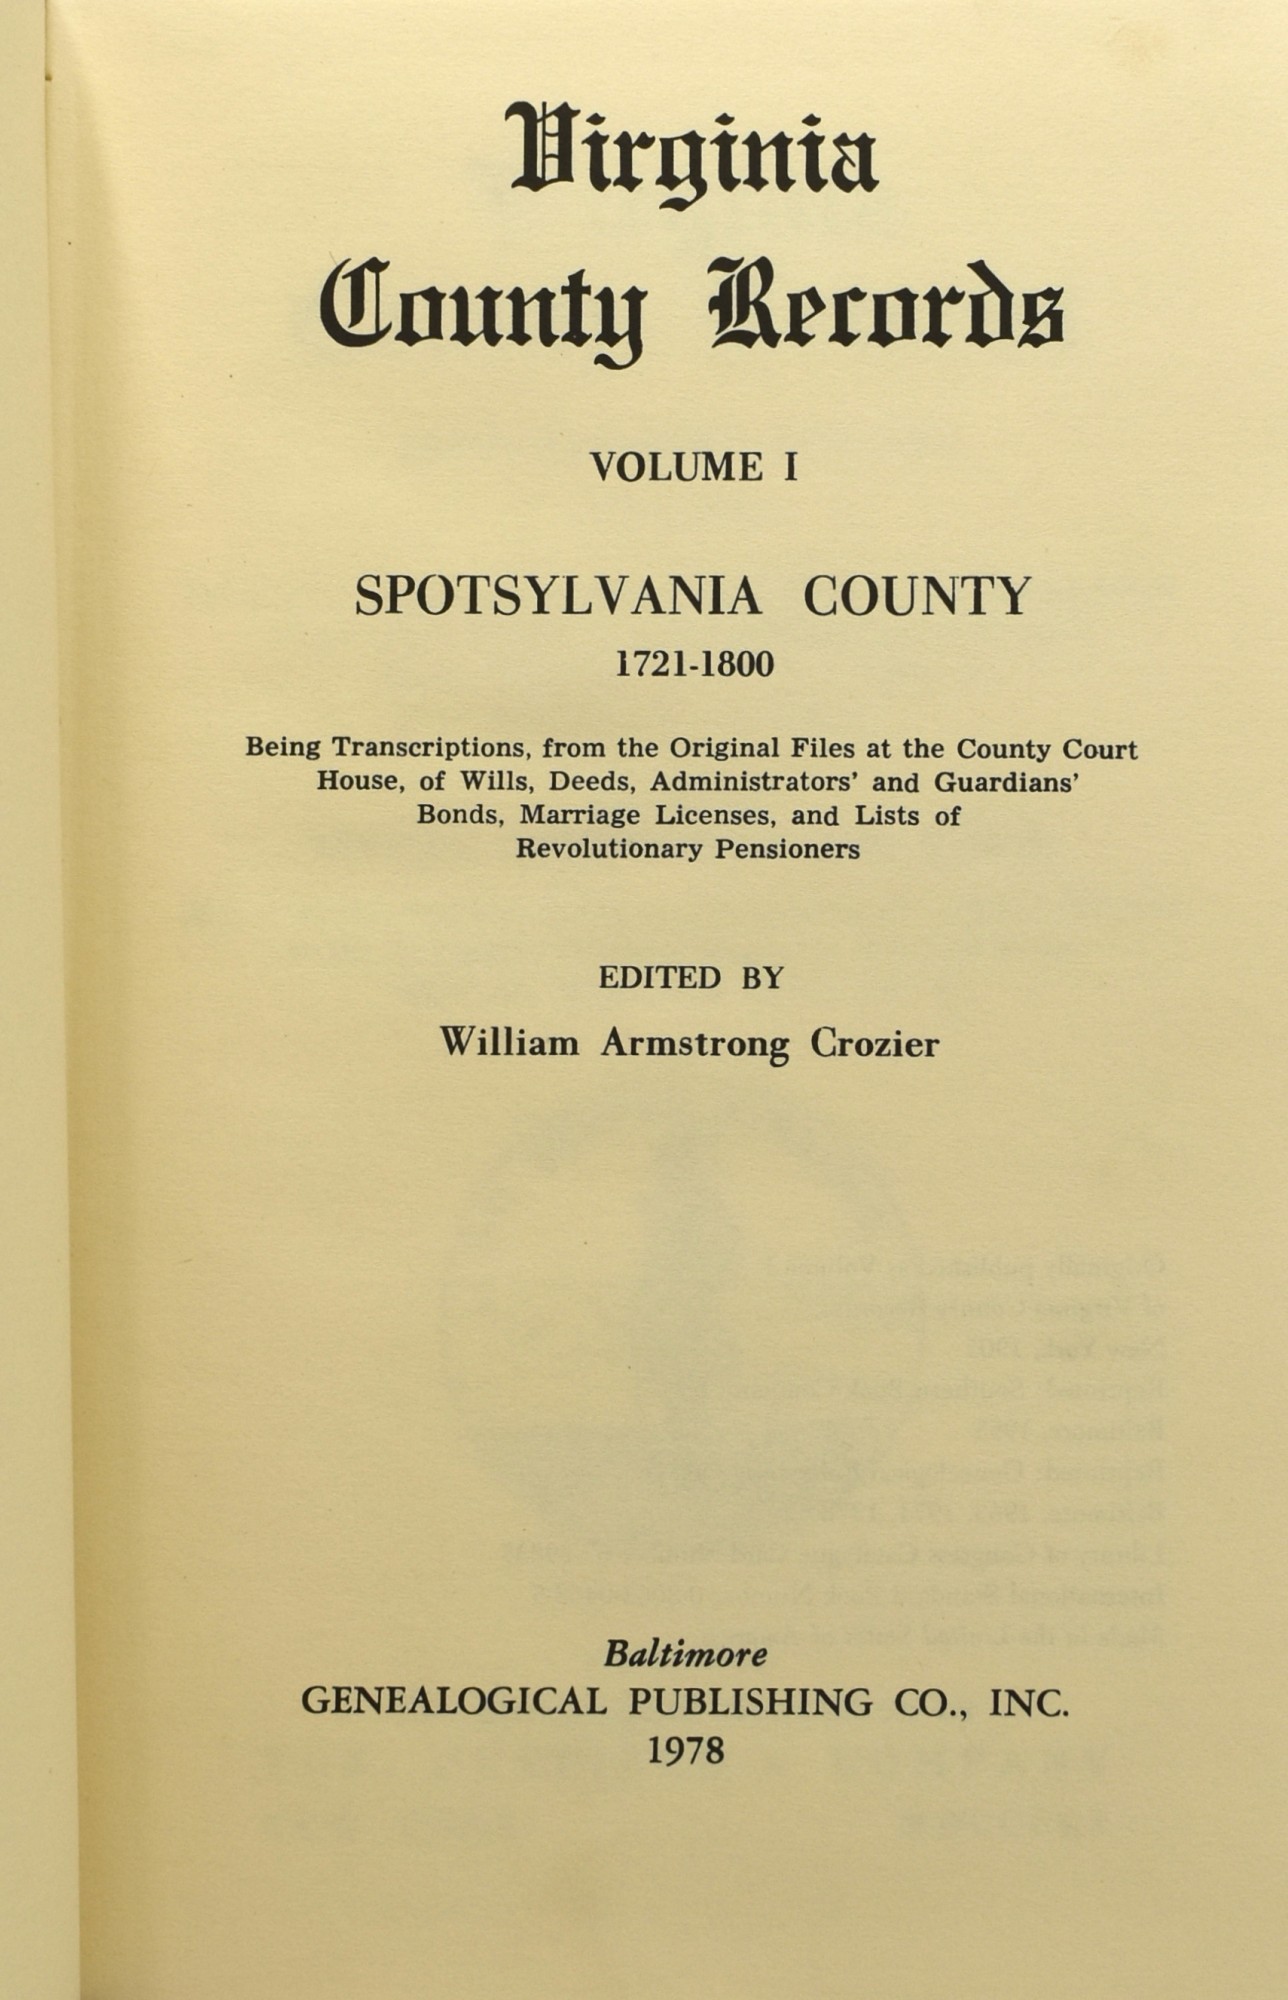 Virginia
County Records
VOLUME I
SPOTSYLVANIA COUNTY
1721-1800
Being Transcriptions, from the Original Files at the County Court
House, of Wills, Deeds, Administrators' and Guardians'
Bonds, Marriage Licenses, and Lists of
Revolutionary Pensioners
EDITED BY
William Armstrong Crozier
Baltimore
GENEALOGICAL PUBLISHING CO., INC.
1978